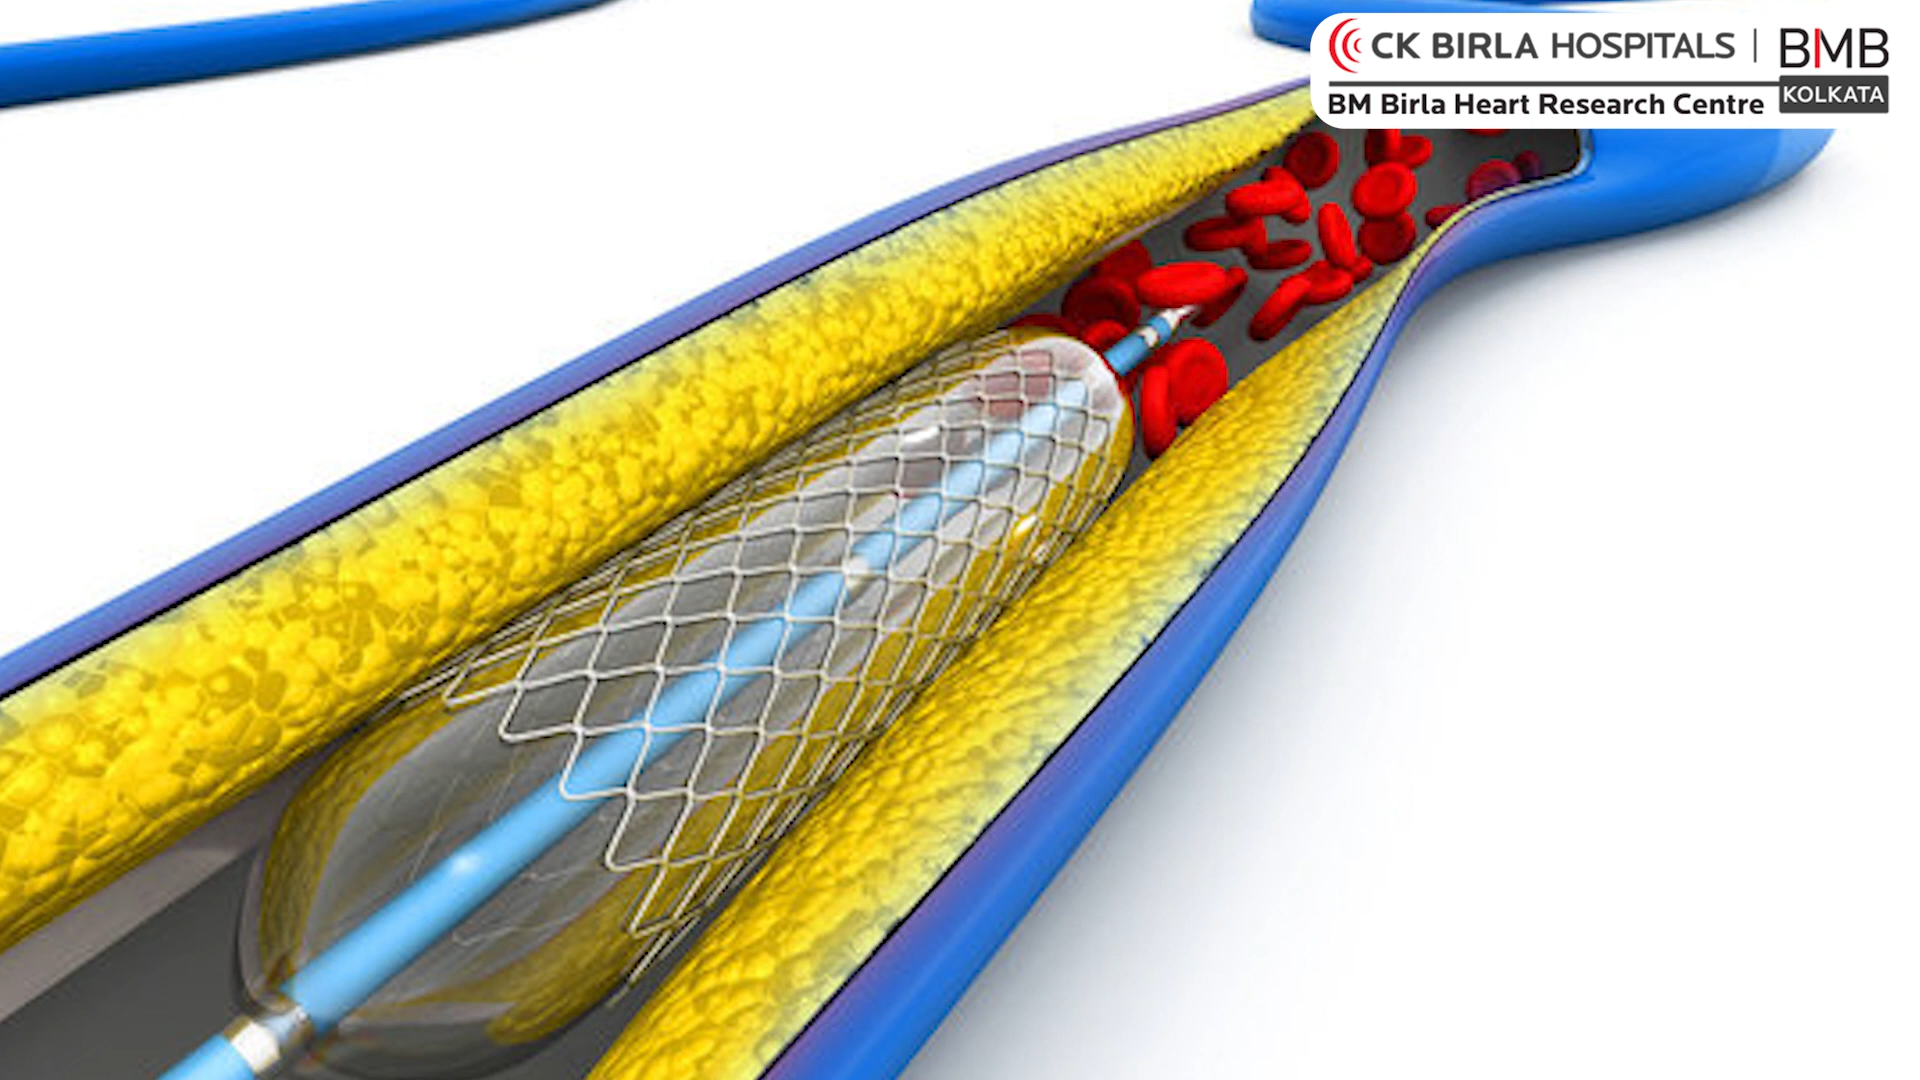 CK BIRLA HOSPITALS | BMB
BM Birla Heart Research Centre KOLKATA